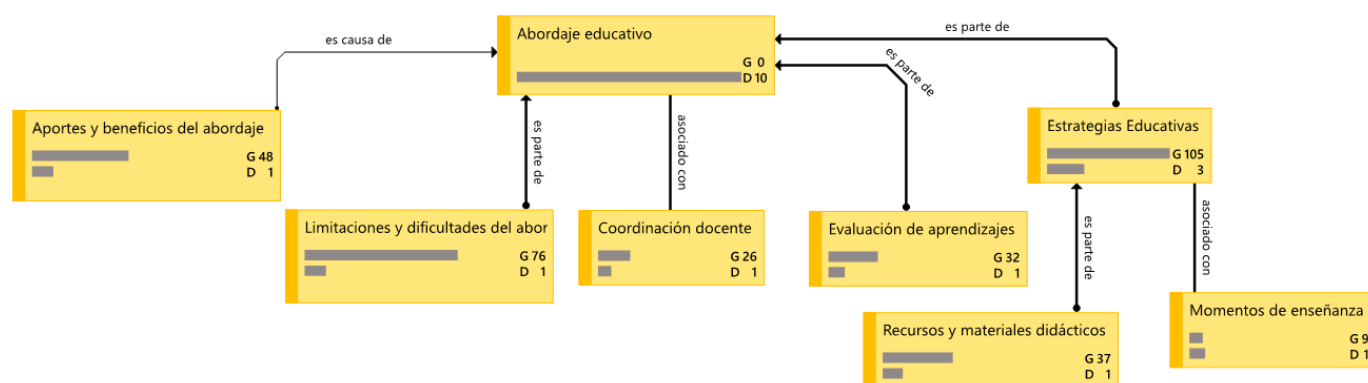 Abordaje educativo
G 0
D 10
es causa de
es parte de
es parte de
Aportes y beneficios del abordaje
G 48
D 1
es parte de
asociado con
Estrategias Educativas
G 105
D 3
Limitaciones y dificultades del abor
G 76
D 1
Coordinación docente
G 26
D 1
Evaluación de aprendizajes
G 32
D 1
es parte de
asociado con
Recursos y materiales didácticos
G 37
D 1
Momentos de enseñanza
G 9
D 1